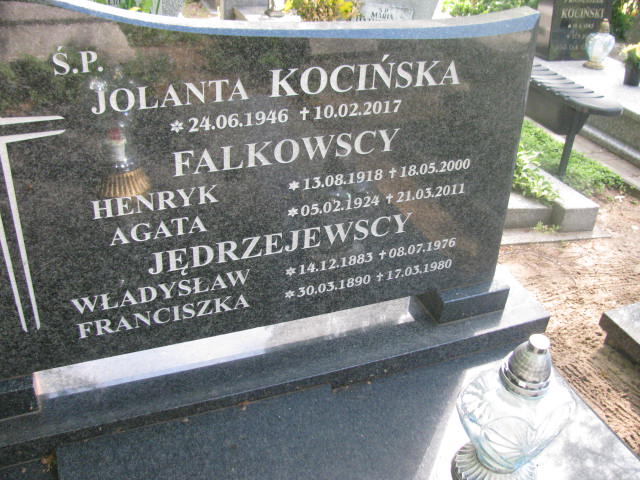 Ś.P.
JOLANTA KOCIŃSKA
✡24.06.1946 †10.02.2017
FALKOWSCY
HENRYK ✡13.08.1918 †18.05.2000
AGATA ✡05.02.1924 †21.03.2011
JĘDRZEJEWSCY
WŁADYSŁAW ✡14.12.1883 †08.07.1976
FRANCISZKA ✡30.03.1890 †17.03.1980
MARIA
KOCIŃSKI